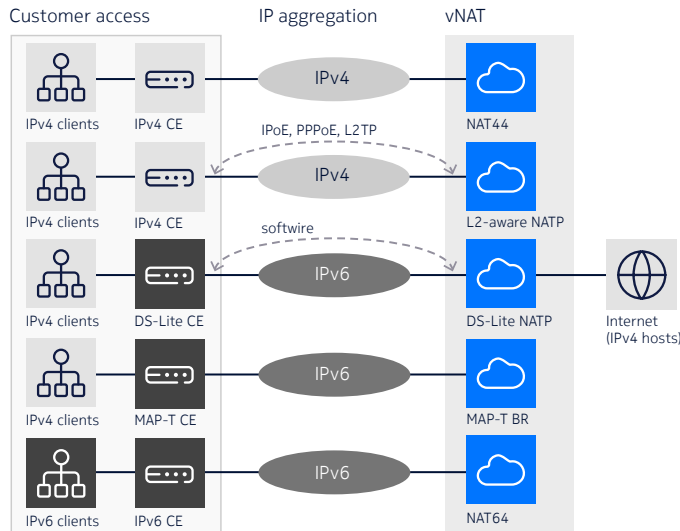 Customer access
IP aggregation
vNAT
IPv4
IPv4 clients
IPv4 CE
NAT44
IPoE, PPPoE, L2TP
IPv4
IPv4 clients
IPv4 CE
L2-aware NATP
softwire
IPv6
IPv4 clients
DS-Lite CE
DS-Lite NATP
Internet
(IPv4 hosts)
IPv6
IPv4 clients
MAP-T CE
MAP-T BR
IPv6
IPv6 clients
IPv6 CE
NAT64